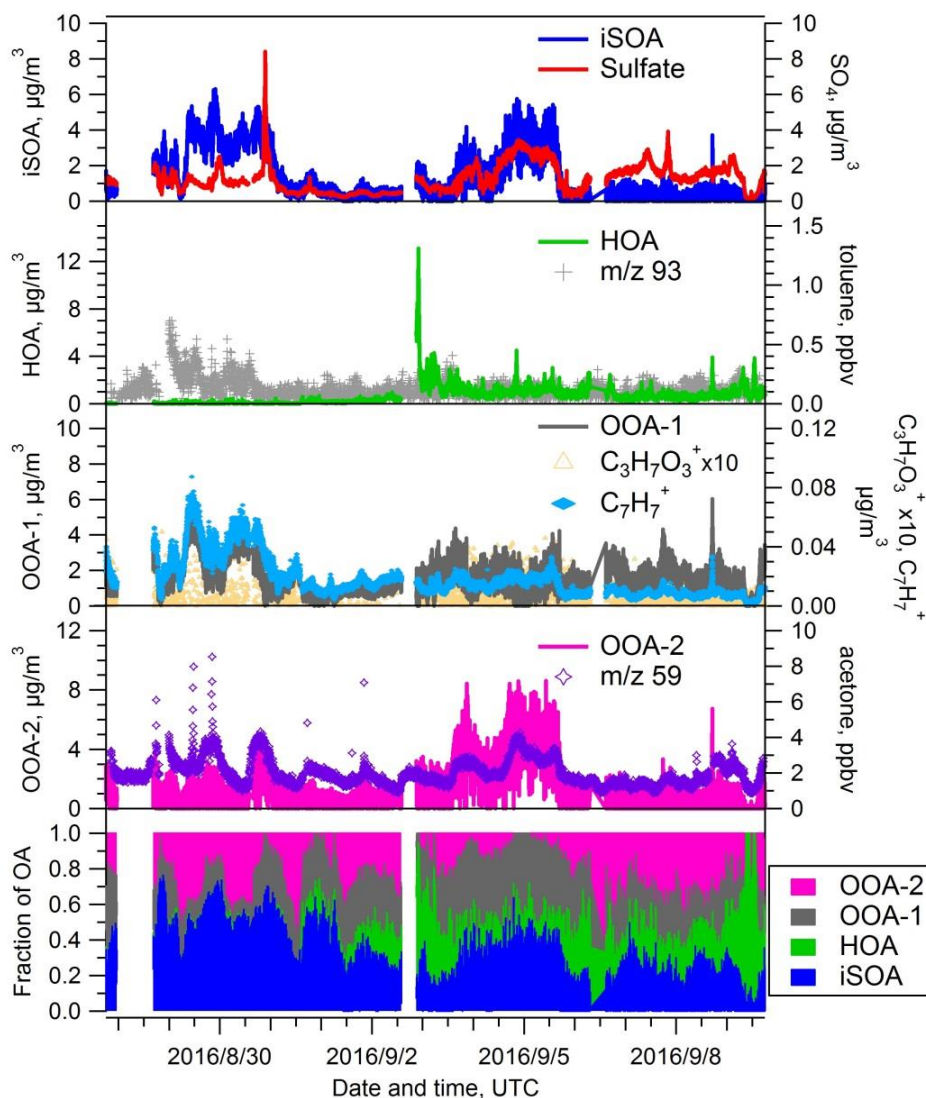 10
8
6
4
2
0
iSOA, µg/m³
iSOA
Sulfate
10
8
6
4
2
0
SO₄, µg/m³
12
8
4
0
HOA, µg/m³
HOA
m/z 93
1.5
1.0
0.5
0.0
toluene, ppbv
10
8
6
4
2
0
OOA-1, µg/m³
OOA-1
C₃H₇O₃⁺x10
C₇H₇⁺
0.12
0.08
0.04
0.00
C₃H₇O₃⁺ x10, C₇H₇⁺
µg/m³
12
8
4
0
OOA-2, µg/m³
OOA-2
m/z 59
10
8
6
4
2
0
acetone, ppbv
1.0
0.8
0.6
0.4
0.2
0.0
Fraction of OA
OOA-2
OOA-1
HOA
iSOA
2016/8/30
2016/9/2
2016/9/5
2016/9/8
Date and time, UTC